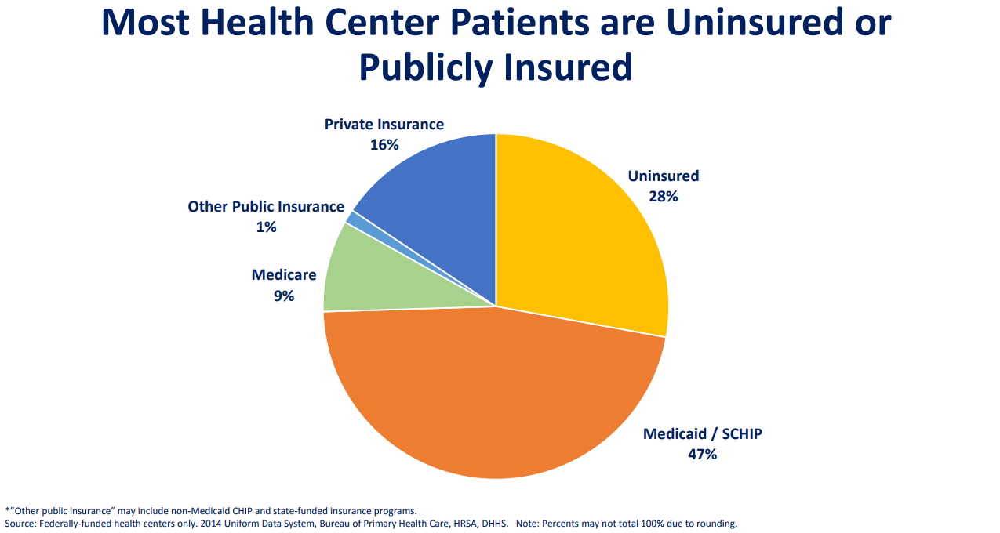 Most Health Center Patients are Uninsured or
Publicly Insured
Private Insurance
16%
Uninsured
28%
Other Public Insurance
1%
Medicare
9%
Medicaid / SCHIP
47%
*”Other public insurance” may include non-Medicaid CHIP and state-funded insurance programs.
Source: Federally-funded health centers only. 2014 Uniform Data System, Bureau of Primary Health Care, HRSA, DHHS. Note: Percents may not total 100% due to rounding.